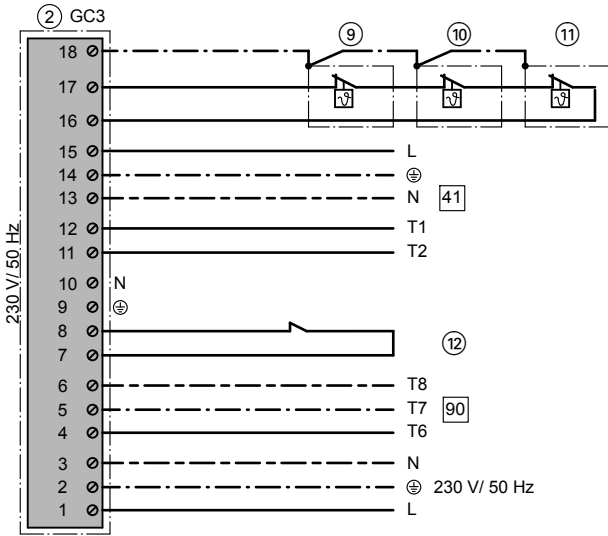 ② GC3
⑨ ⑩ ⑪
18
17 ϑ ϑ ϑ
16
15 L
14
13 N 41
12 T1
11 T2
10 N
9
8
7 ⑫
6 T8
5 T7 90
4 T6
3 N
2 230 V/ 50 Hz
1 L
230 V/ 50 Hz